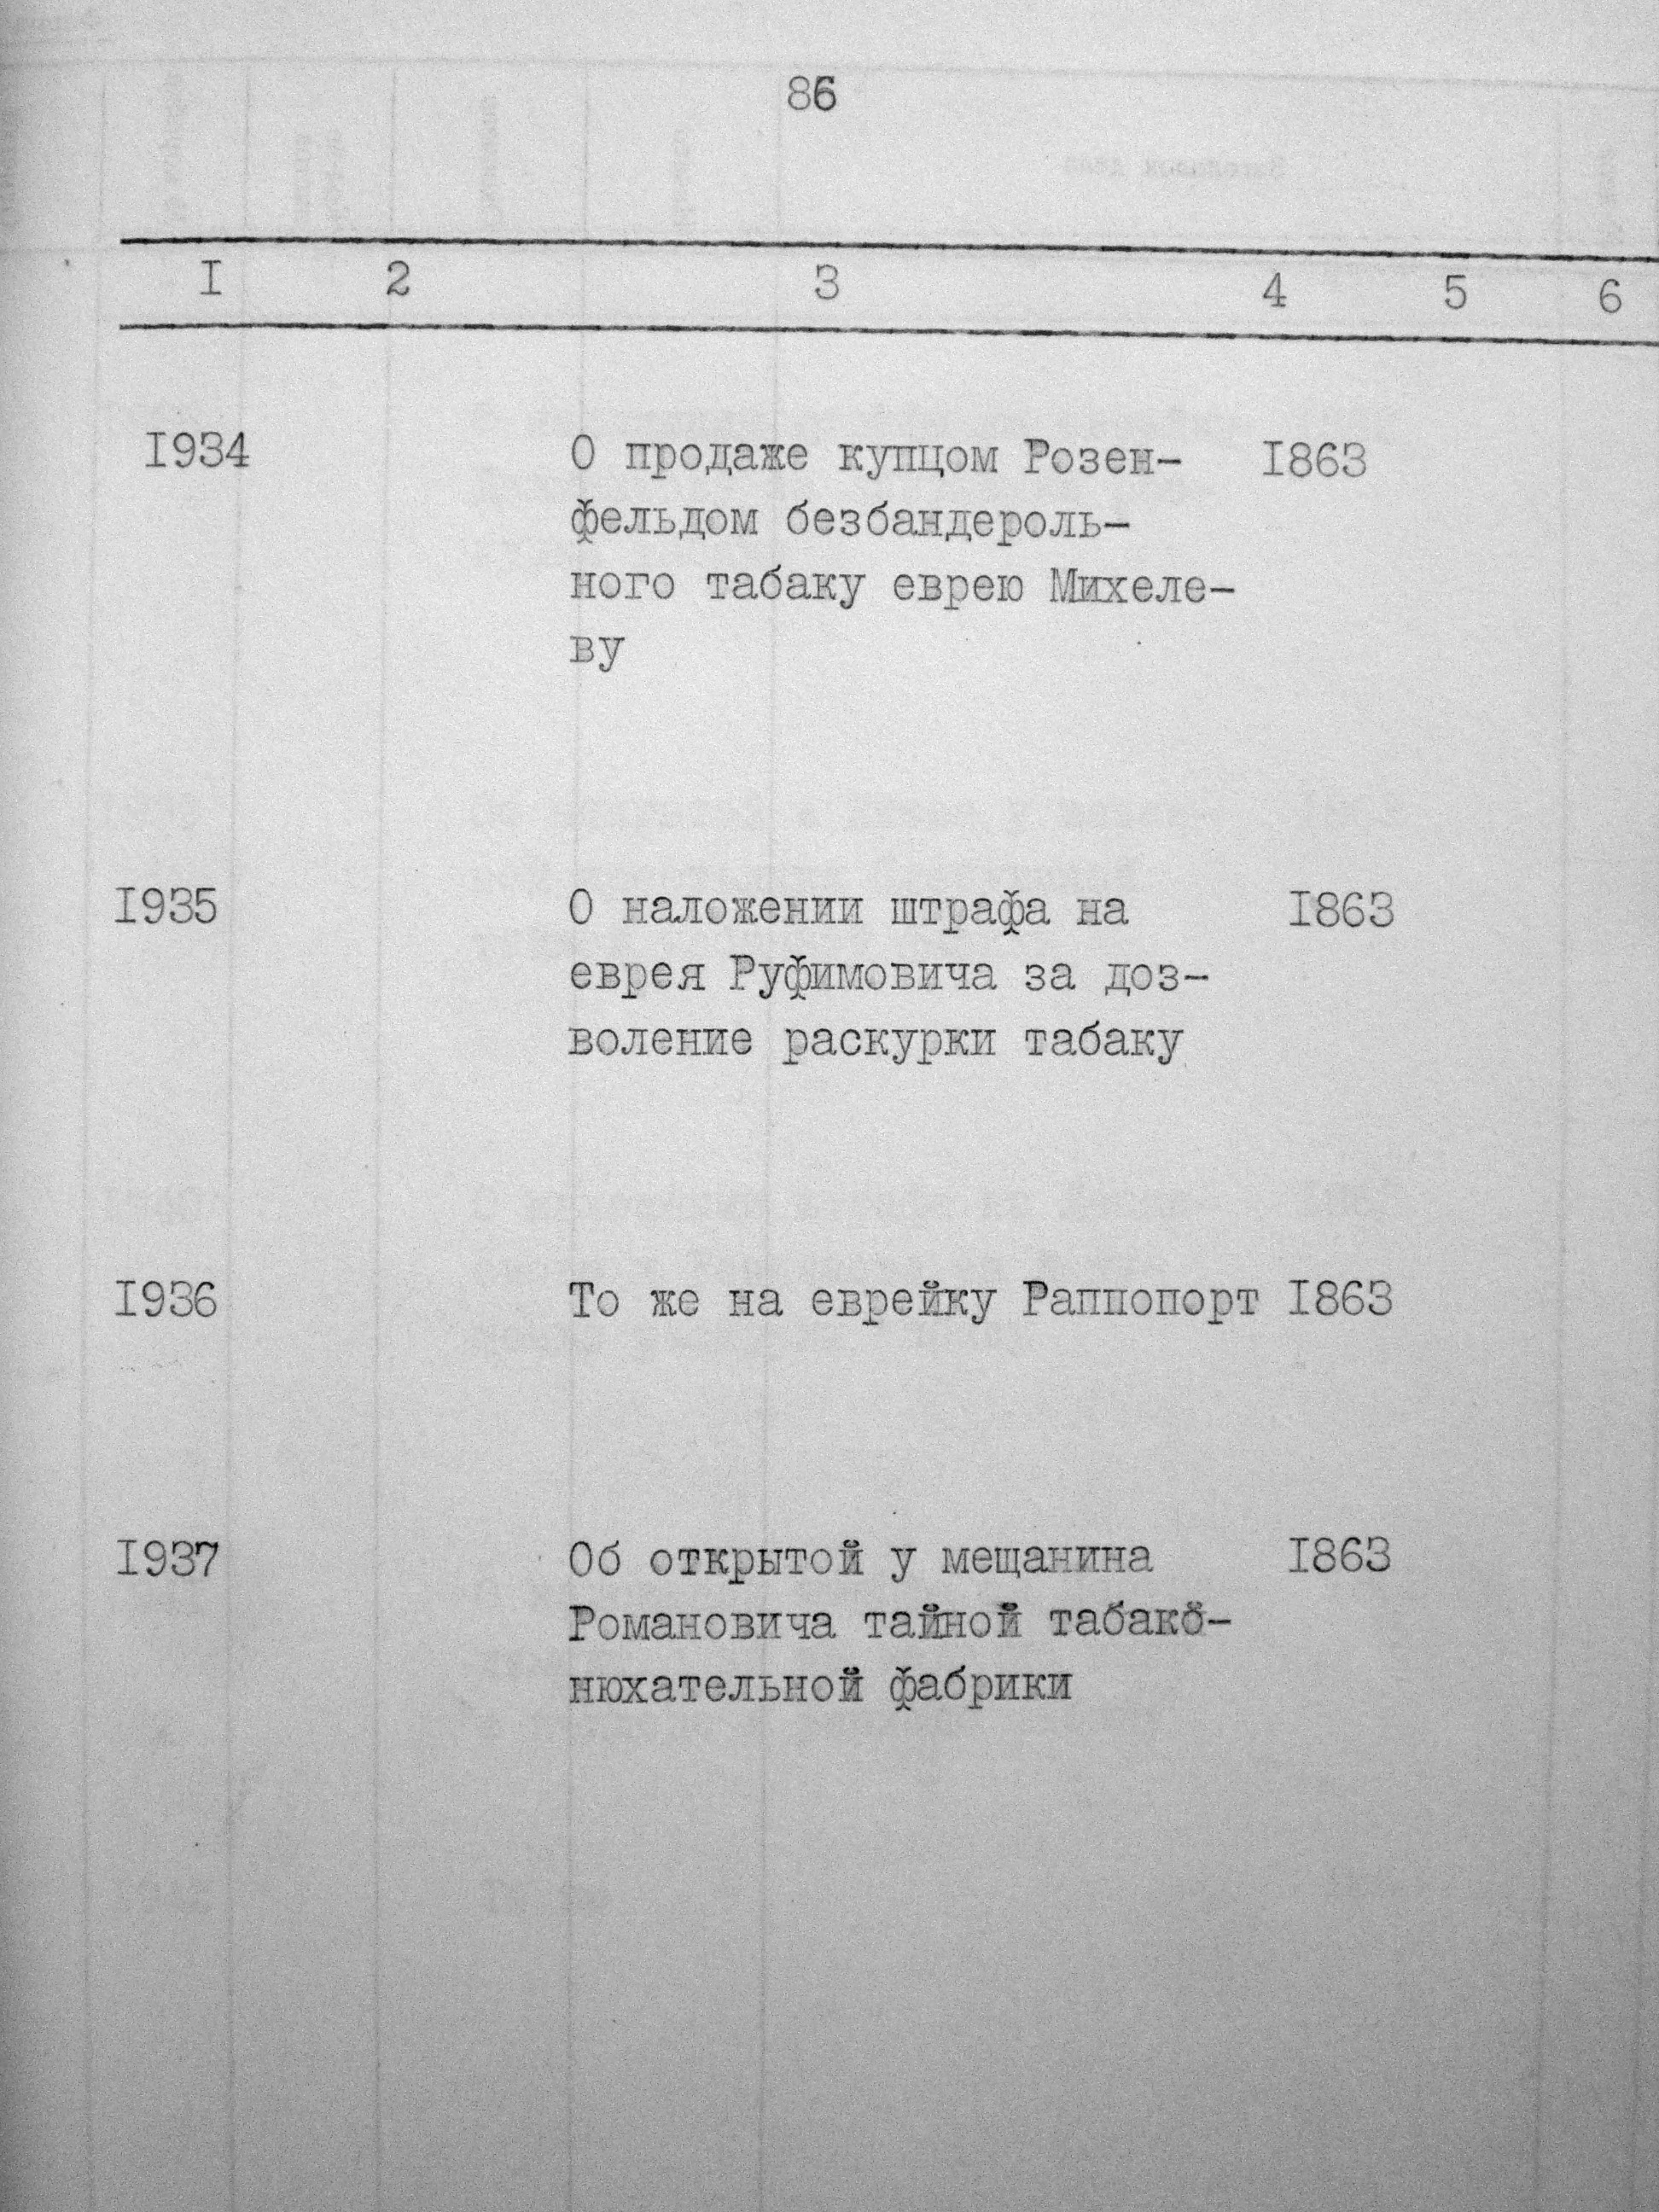 86
I 2 3 4 5 6
I934 О продаже купцом Розен- I863
фельдом безбандероль-
ного табаку еврею Михеле-
ву
I935 О наложении штрафа на I863
еврея Руфимовича за доз-
воление раскурки табаку
I936 То же на еврейку Раппопорт I863
I937 Об открытой у мещанина I863
Романовича тайной табако-
нюхательной фабрики